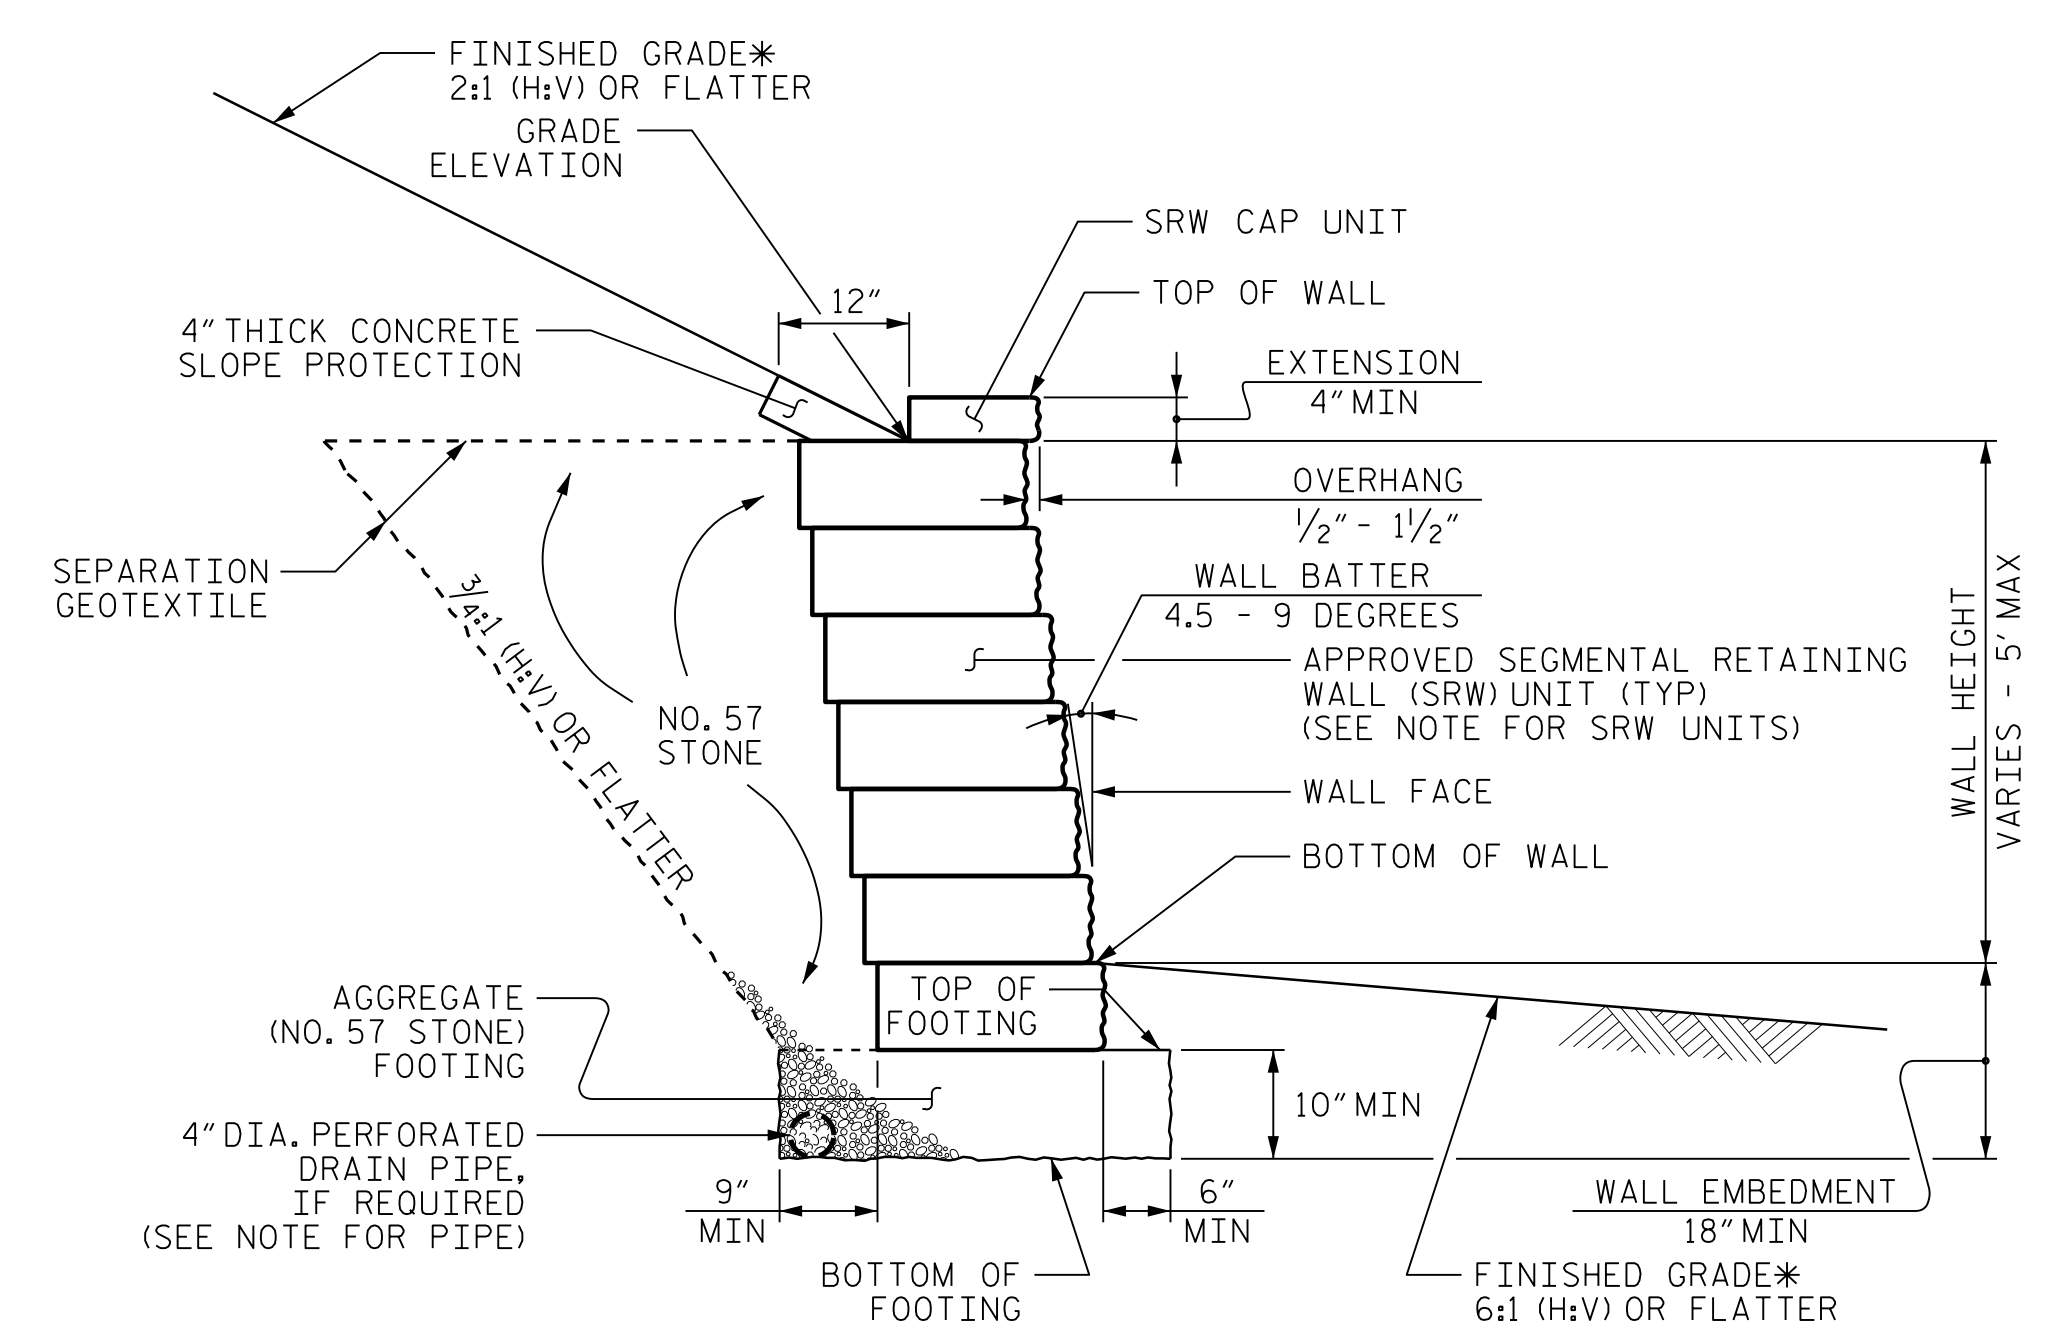 FINISHED GRADE*
2:1 (H:V) OR FLATTER
GRADE
ELEVATION
SRW CAP UNIT
TOP OF WALL
12"
4" THICK CONCRETE
SLOPE PROTECTION
EXTENSION
4" MIN
OVERHANG
1/2" - 1 1/2"
WALL BATTER
4.5 - 9 DEGREES
SEPARATION
GEOTEXTILE
3/4:1 (H:V) OR FLATTER
NO. 57
STONE
APPROVED SEGMENTAL RETAINING
WALL (SRW) UNIT (TYP)
(SEE NOTE FOR SRW UNITS)
WALL HEIGHT
VARIES - 5' MAX
WALL FACE
BOTTOM OF WALL
TOP OF
FOOTING
AGGREGATE
(NO. 57 STONE)
FOOTING
10" MIN
4" DIA. PERFORATED
DRAIN PIPE,
IF REQUIRED
(SEE NOTE FOR PIPE)
9"
MIN
6"
MIN
WALL EMBEDMENT
18" MIN
BOTTOM OF
FOOTING
FINISHED GRADE*
6:1 (H:V) OR FLATTER